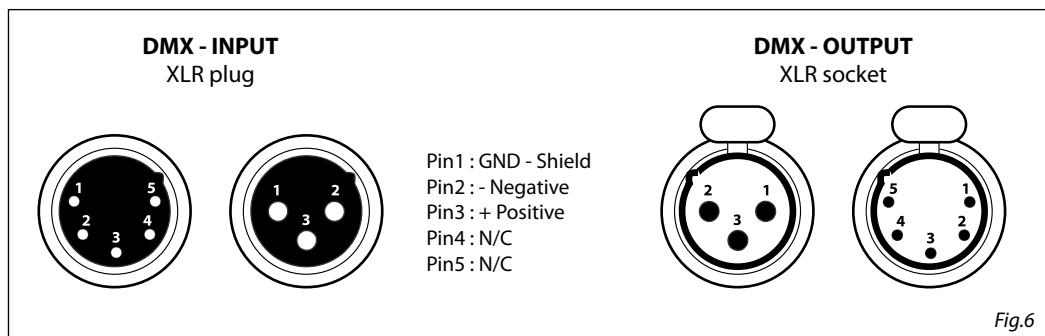 DMX - INPUT
XLR plug
1
5
2
4
3
1
2
3
Pin1 : GND - Shield
Pin2 : - Negative
Pin3 : + Positive
Pin4 : N/C
Pin5 : N/C
DMX - OUTPUT
XLR socket
2
1
3
5
1
4
2
3
Fig.6